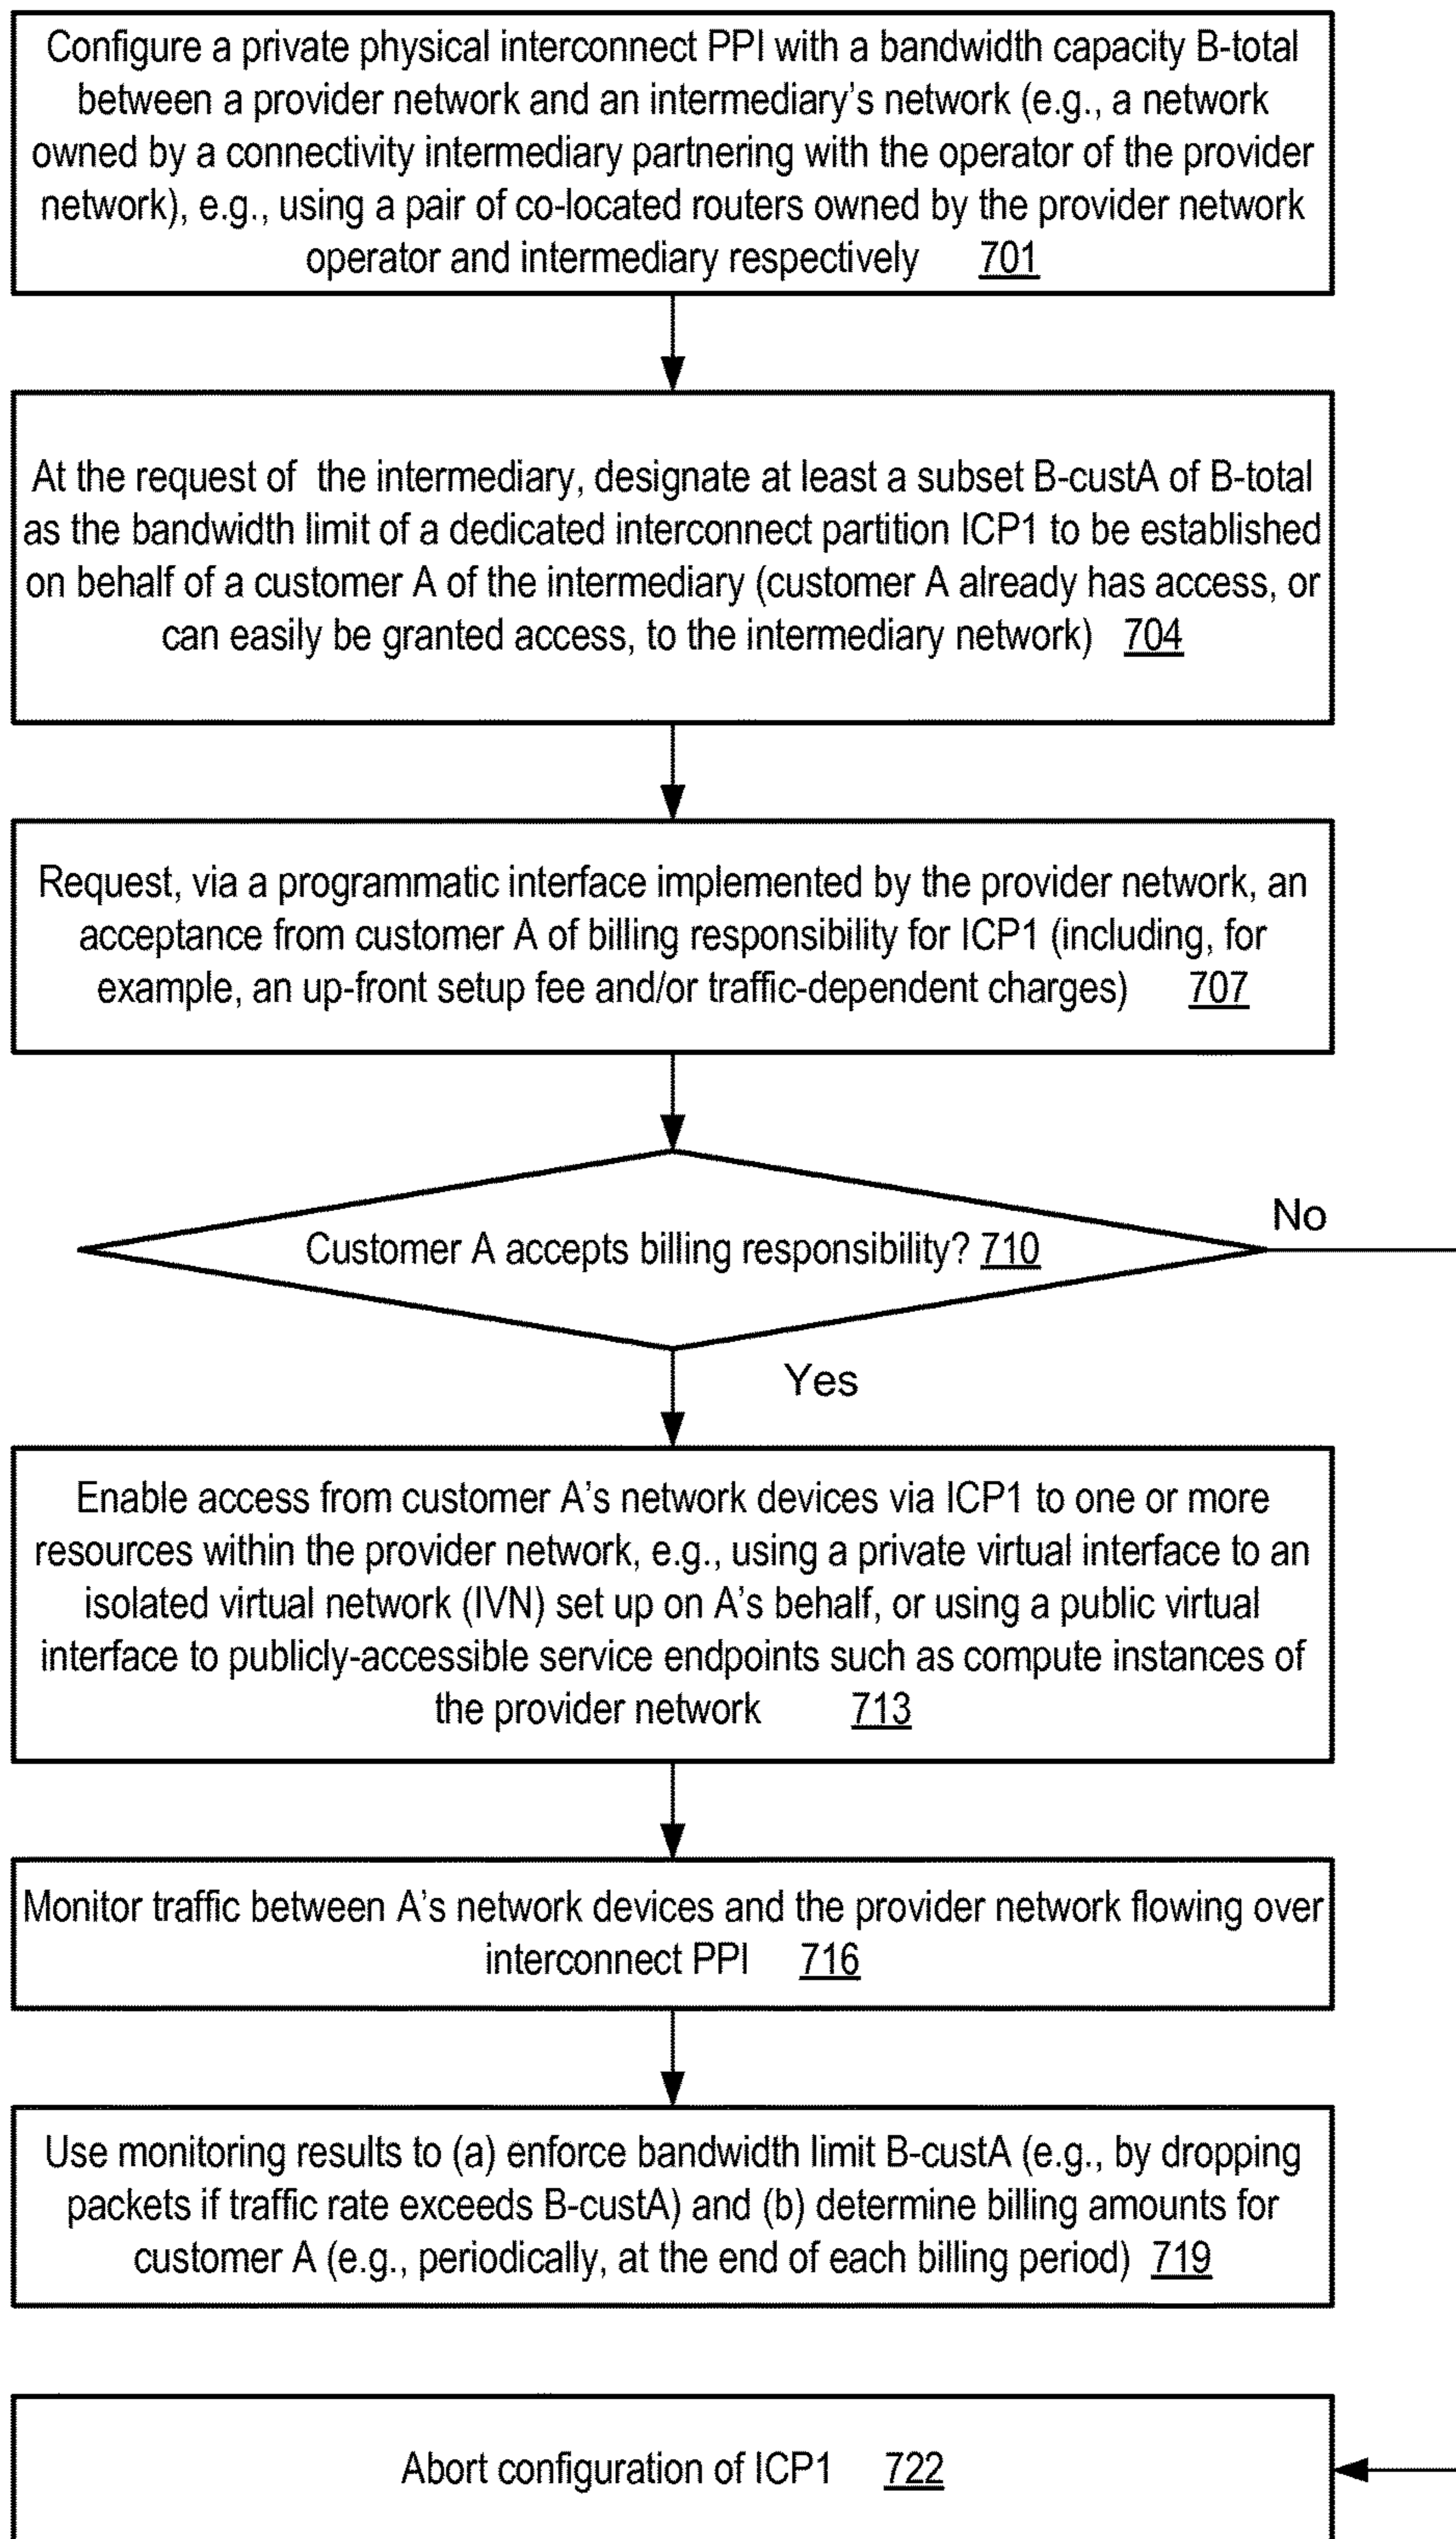 Configure a private physical interconnect PPI with a bandwidth capacity B-total
between a provider network and an intermediary's network (e.g., a network
owned by a connectivity intermediary partnering with the operator of the provider
network), e.g., using a pair of co-located routers owned by the provider network
operator and intermediary respectively 701
At the request of the intermediary, designate at least a subset B-custA of B-total
as the bandwidth limit of a dedicated interconnect partition ICP1 to be established
on behalf of a customer A of the intermediary (customer A already has access, or
can easily be granted access, to the intermediary network) 704
Request, via a programmatic interface implemented by the provider network, an
acceptance from customer A of billing responsibility for ICP1 (including, for
example, an up-front setup fee and/or traffic-dependent charges) 707
No
Customer A accepts billing responsibility? 710
Yes
Enable access from customer A's network devices via ICP1 to one or more
resources within the provider network, e.g., using a private virtual interface to an
isolated virtual network (IVN) set up on A's behalf, or using a public virtual
interface to publicly-accessible service endpoints such as compute instances of
the provider network 713
Monitor traffic between A's network devices and the provider network flowing over
interconnect PPI 716
Use monitoring results to (a) enforce bandwidth limit B-custA (e.g., by dropping
packets if traffic rate exceeds B-custA) and (b) determine billing amounts for
customer A (e.g., periodically, at the end of each billing period) 719
Abort configuration of ICP1 722